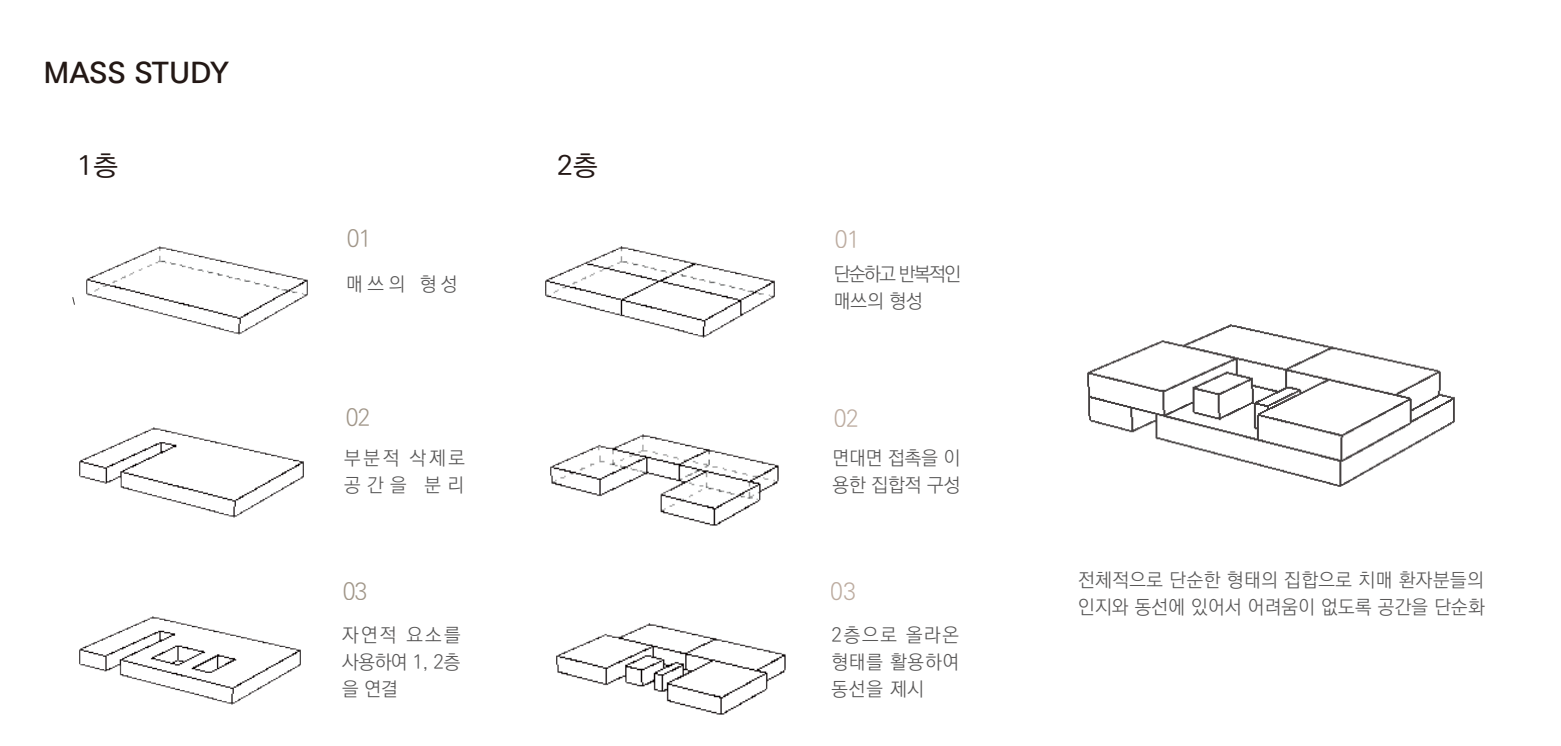 MASS STUDY
1층
01
매쓰의 형성
02
부분적 삭제로
공간을 분리
03
자연적 요소를
사용하여 1, 2층
을 연결
2층
01
단순하고 반복적인
매쓰의 형성
02
면대면 접촉을 이
용한 집합적 구성
03
2층으로 올라온
형태를 활용하여
동선을 제시
전체적으로 단순한 형태의 집합으로 치매 환자분들의
인지와 동선에 있어서 어려움이 없도록 공간을 단순화